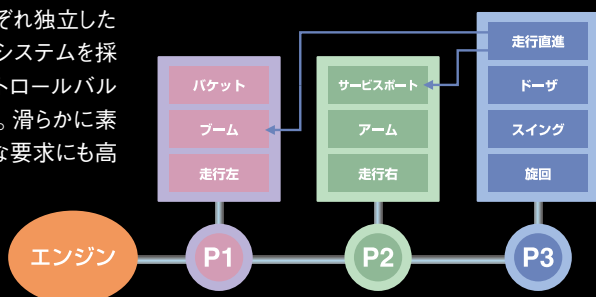 ぞれ独立した
システムを採
トロールバル
。滑らかに素
な要求にも高
バケット
ブーム
走行左
サービスポート
アーム
走行右
走行直進
ドーザ
スイング
旋回
エンジン
P1
P2
P3